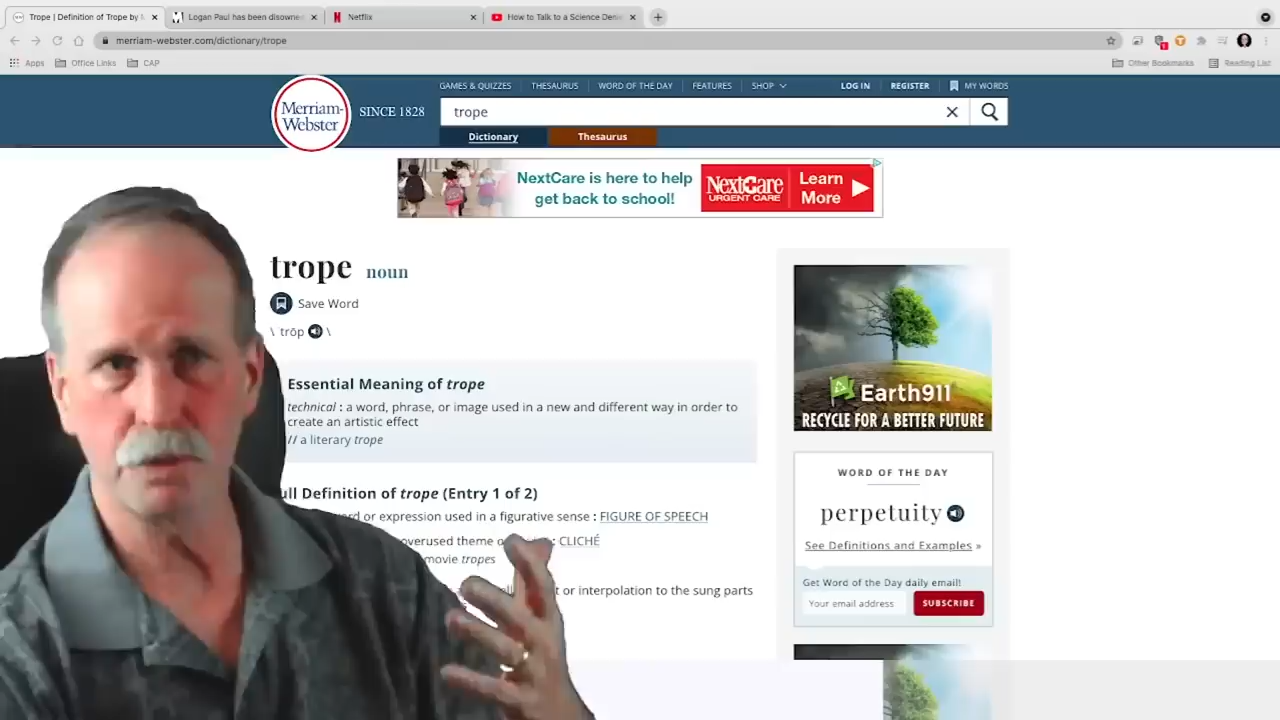 Trope | Definition of Trope by M
Logan Paul has been disowne
Netflix
How to Talk to a Science Deni
merriam-webster.com/dictionary/trope
1
Apps
Office Links
CAP
Other Bookmarks
Reading List
GAMES & QUIZZES
THESAURUS
WORD OF THE DAY
FEATURES
SHOP
LOG IN
REGISTER
MY WORDS
Merriam-
Webster
SINCE 1828
trope
Dictionary
Thesaurus
NextCare is here to help
get back to school!
NextCare
URGENT CARE
Learn
More
trope noun
Save Word
\ ˈtrōp \
Essential Meaning of trope
technical : a word, phrase, or image used in a new and different way in order to
create an artistic effect
// a literary trope
ull Definition of trope (Entry 1 of 2)
ord or expression used in a figurative sense : FIGURE OF SPEECH
overused theme o : CLICHÉ
movie tropes
or interpolation to the sung parts
Earth911
RECYCLE FOR A BETTER FUTURE
WORD OF THE DAY
perpetuity
See Definitions and Examples »
Get Word of the Day daily email!
Your email address
SUBSCRIBE